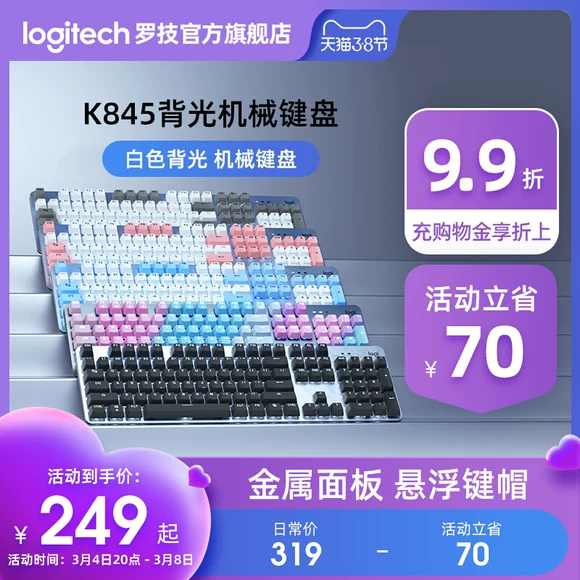 logitech 罗技官方旗舰店
天猫38节
K845背光机械键盘
白色背光 机械键盘
9.9折
充购物金享折上
活动立省
¥70
logi
logi
logi
金属面板 悬浮键帽
活动到手价:
¥249起
活动时间：3月4日20点 - 3月8日
日常价
319
-
活动立省
70